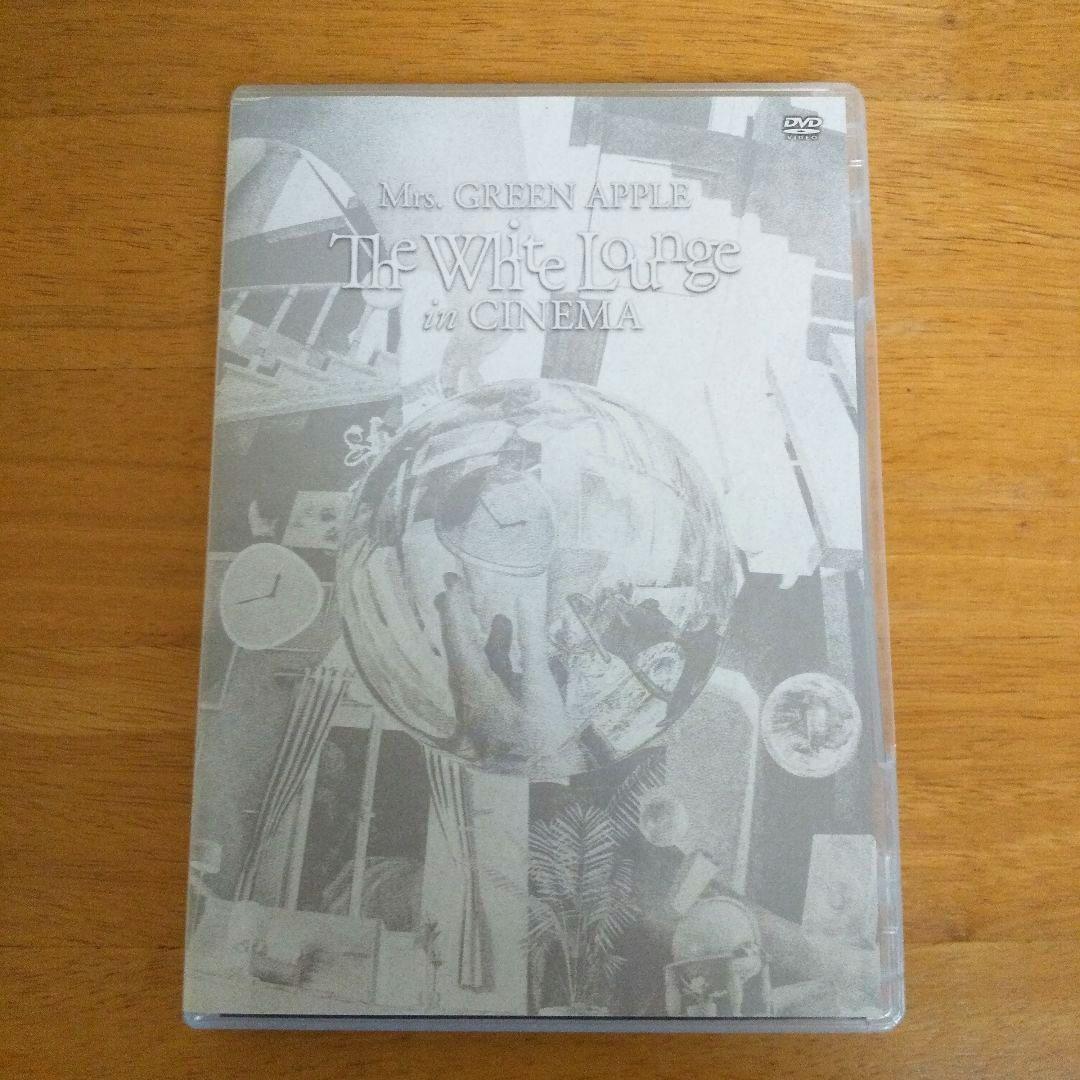 DVD
VIDEO
Mrs. GREEN APPLE
The White Lounge
in CINEMA